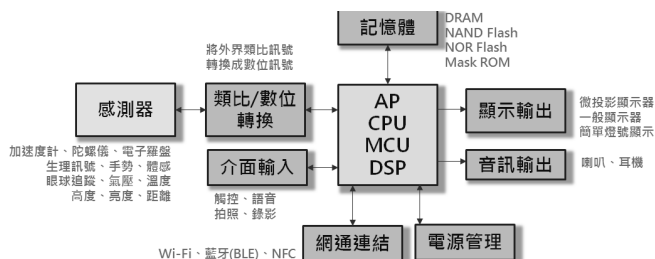 記憶體
DRAM
NAND Flash
NOR Flash
Mask ROM
將外界類比訊號
轉換成數位訊號
感測器
類比/數位
轉換
AP
CPU
MCU
DSP
顯示輸出
微投影顯示器
一般顯示器
簡單燈號顯示
加速度計、陀螺儀、電子羅盤
生理訊號、手勢、體感
眼球追蹤、氣壓、溫度
高度、亮度、距離
介面輸入
觸控、語音
拍照、錄影
音訊輸出
喇叭、耳機
Wi-Fi、藍牙(BLE)、NFC
網通連結
電源管理